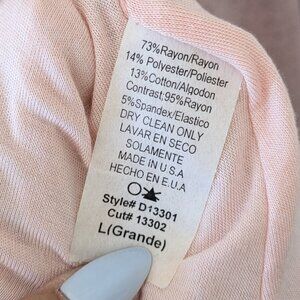 73%Rayon/Rayon
14% Polyester/Poliester
13%Cotton/Algodon
Contrast:95%Rayon
5%Spandex/Elastico
DRY CLEAN ONLY
LAVAR EN SECO
SOLAMENTE
MADE IN U.S.A
HECHO EN E.U.A
Style# D13301
Cut# 13302
L(Grande)